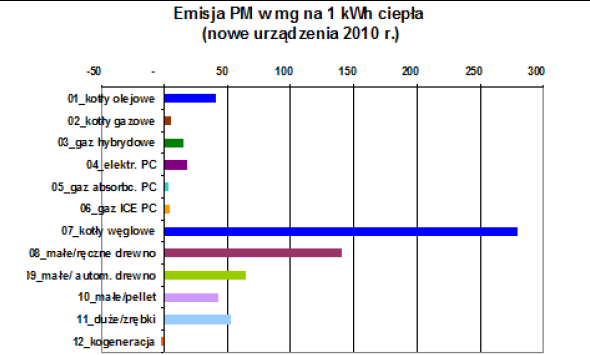 Emisja PM w mg na 1 kWh ciepła
(nowe urządzenia 2010 r.)
-50 - 50 100 150 200 250 300
01_kotły olejowe
02_kotły gazowe
03_gaz hybrydowe
04_elektr. PC
05_gaz absorbc. PC
06_gaz ICE PC
07_kotły węglowe
08_małe/ręczne drewno
09_małe/ autom. drewno
10_małe/pellet
11_duże/zrębki
12_kogeneracja